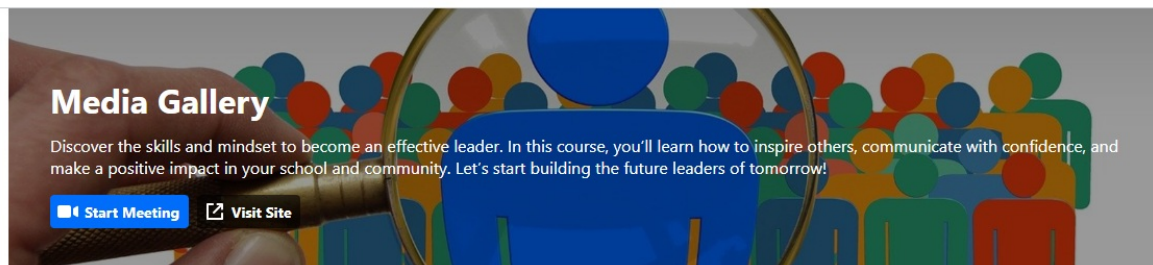 Media Gallery
Discover the skills and mindset to become an effective leader. In this course, you’ll learn how to inspire others, communicate with confidence, and
make a positive impact in your school and community. Let’s start building the future leaders of tomorrow!
Start Meeting Visit Site